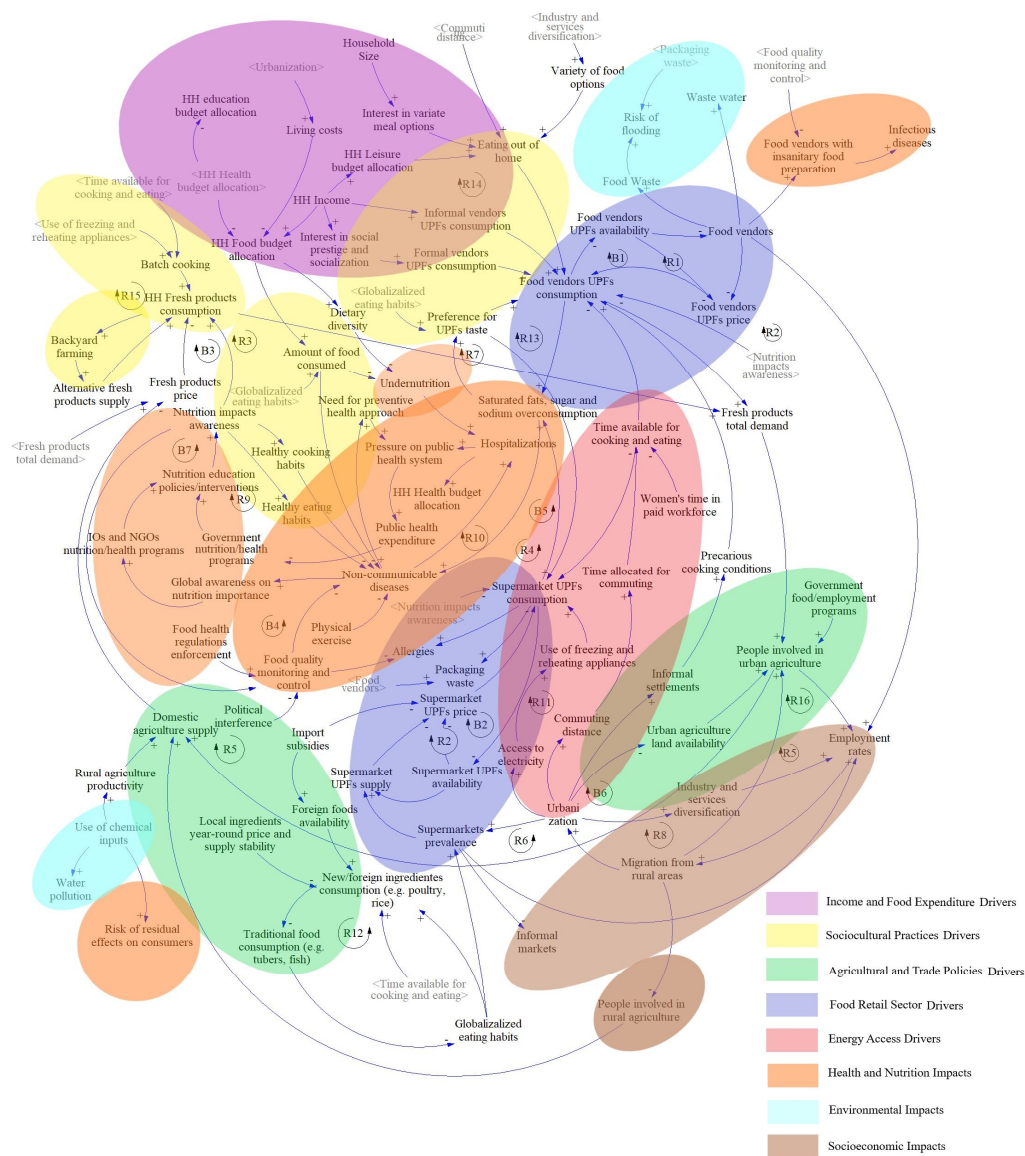 <Commuti
distance>
<Industry and
services
diversification>
Household
Size
<Urbanization>
Variety of food
options
<Packaging
waste>
<Food quality
monitoring and
control>
HH education
budget allocation
Living costs
Interest in variate
meal options
Waste water
Risk of
flooding
Infectious
diseases
Food vendors with
insanitary food
preparation
Eating out of
home
HH Leisure
budget allocation
<HH Health
budget allocation>
R14
Food Waste
<Time available for
cooking and eating>
HH Income
Informal vendors
UPFs consumption
Food vendors
UPFs availability
Food vendors
<Use of freezing and
reheating appliances>
HH Food budget
allocation
Interest in social
prestige and
socialization
Formal vendors
UPFs consumption
B1
R1
Batch cooking
Food vendors UPFs
consumption
R15
HH Fresh products
consumption
<Globalizalized
eating habits>
Dietary
diversity
Preference for
UPFs taste
Food vendors
UPFs price
R2
R13
Backyard
farming
B3
R3
Amount of food
consumed
R7
<Nutrition
impacts
awareness>
Alternative fresh
products supply
Fresh products
price
Undernutrition
<Globalizalized
eating habits>
Need for preventive
health approach
Saturated fats, sugar and
sodium overconsumption
Fresh products
total demand
Nutrition impacts
awareness
Time available for
cooking and eating
<Fresh products
total demand>
B7
Healthy cooking
habits
Pressure on public
health system
Hospitalizations
Nutrition education
policies/interventions
HH Health budget
allocation
Women's time in
paid workforce
R9
Healthy eating
habits
B5
IOs and NGOs
nutrition/health programs
Government
nutrition/health
programs
Public health
expenditure
R10
R4
Precarious
cooking conditions
Global awareness on
nutrition importance
Non-communicable
diseases
Supermarket UPFs
consumption
Time allocated for
commuting
Government
food/employment
programs
<Nutrition impacts
awareness>
Food health
regulations
enforcement
B4
Physical
exercise
Food quality
monitoring and
control
Allergies
Use of freezing and
reheating appliances
People involved in
urban agriculture
<Food
vendors>
Packaging
waste
Informal
settlements
Supermarket
UPFs price
R11
R16
Domestic
agriculture supply
Political
interference
Import
subsidies
B2
Commuting
distance
Urban agriculture
land availability
Employment
rates
R5
R2
Access to
electricity
R5
Rural agriculture
productivity
Supermarket
UPFs supply
Supermarket UPFs
availability
B6
Industry and
services
diversification
Foreign foods
availability
Urbani
zation
Use of chemical
inputs
Local ingredients
year-round price and
supply stability
Supermarkets
prevalence
R6
R8
Migration from
rural areas
Water
pollution
New/foreign ingredientes
consumption (e.g. poultry,
rice)
Risk of residual
effects on consumers
Traditional food
consumption (e.g.
tubers, fish)
R12
Informal
markets
<Time available for
cooking and eating>
People involved in
rural agriculture
Globalizalized
eating habits
Income and Food Expenditure Drivers
Sociocultural Practices Drivers
Agricultural and Trade Policies Drivers
Food Retail Sector Drivers
Energy Access Drivers
Health and Nutrition Impacts
Environmental Impacts
Socioeconomic Impacts